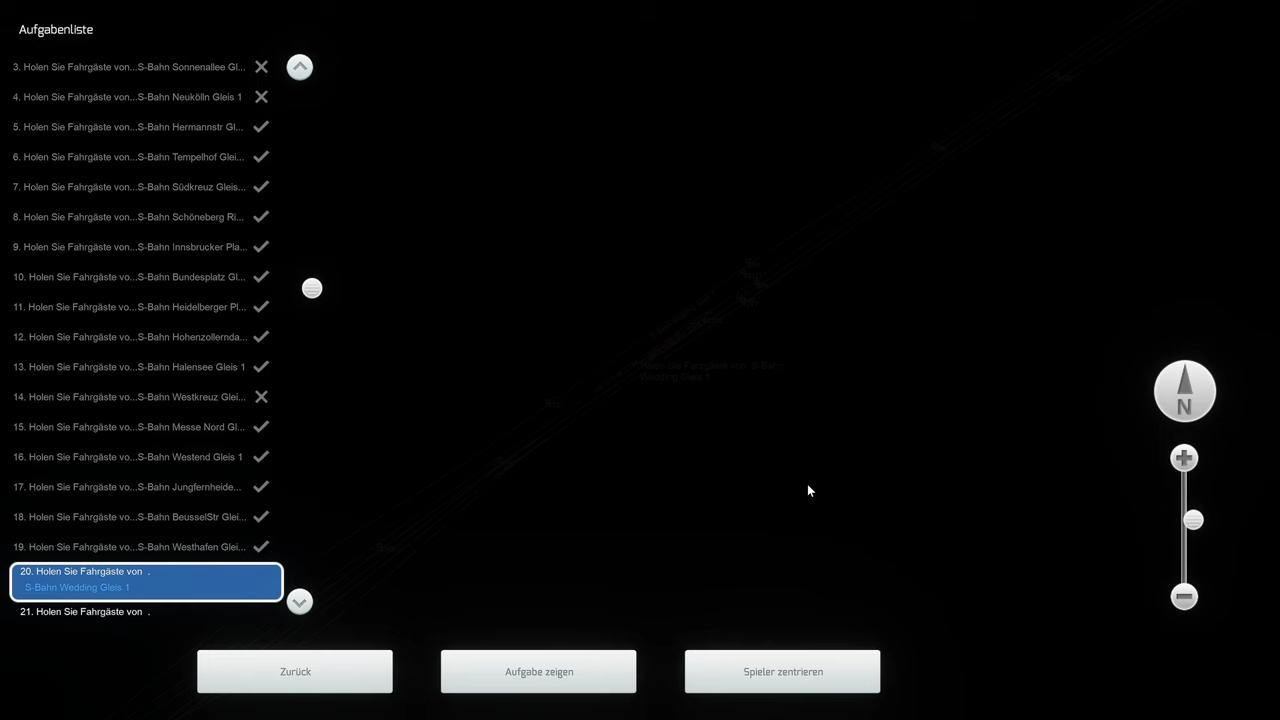 Aufgabenliste
3. Holen Sie Fahrgäste von...S-Bahn Sonnenallee Gl...
4. Holen Sie Fahrgäste von...S-Bahn Neukölln Gleis 1
5. Holen Sie Fahrgäste von...S-Bahn Hermannstr Gl...
6. Holen Sie Fahrgäste von...S-Bahn Tempelhof Glei...
7. Holen Sie Fahrgäste von...S-Bahn Südkreuz Gleis...
8. Holen Sie Fahrgäste von...S-Bahn Schöneberg Ri...
9. Holen Sie Fahrgäste von...S-Bahn Innsbrucker Pla...
10. Holen Sie Fahrgäste vo...S-Bahn Bundesplatz Gl...
11. Holen Sie Fahrgäste vo...S-Bahn Heidelberger Pl...
12. Holen Sie Fahrgäste vo...S-Bahn Hohenzollernda...
13. Holen Sie Fahrgäste vo...S-Bahn Halensee Gleis 1
14. Holen Sie Fahrgäste vo...S-Bahn Westkreuz Glei...
15. Holen Sie Fahrgäste vo...S-Bahn Messe Nord Gl...
16. Holen Sie Fahrgäste vo...S-Bahn Westend Gleis 1
17. Holen Sie Fahrgäste vo...S-Bahn Jungfernheide...
18. Holen Sie Fahrgäste vo...S-Bahn BeusselStr Glei...
19. Holen Sie Fahrgäste vo...S-Bahn Westhafen Glei...
20. Holen Sie Fahrgäste von .
S-Bahn Wedding Gleis 1
21. Holen Sie Fahrgäste von .
Holen Sie Fahrgäste von S-Bahn
Wedding Gleis 1
N
Zurück
Aufgabe zeigen
Spieler zentrieren